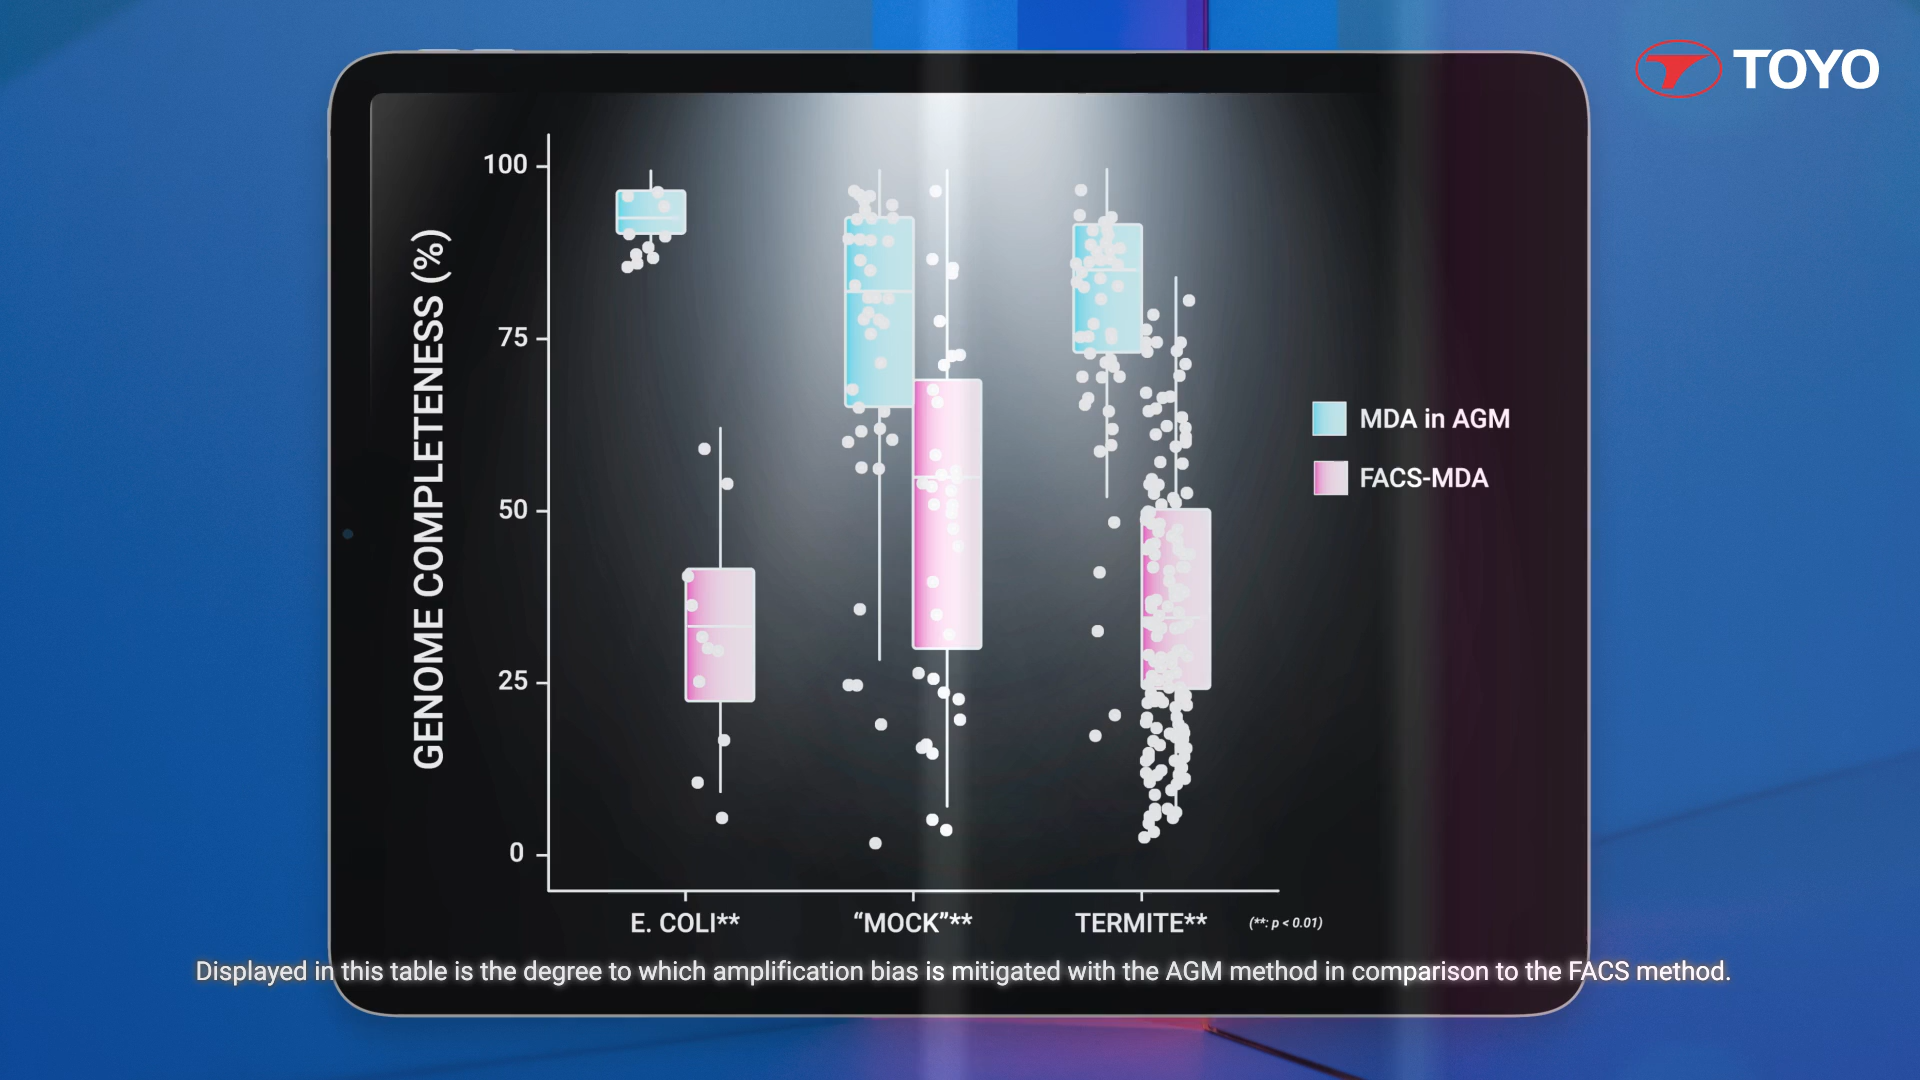 TOYO
GENOME COMPLETENESS (%)
100
75
50
25
0
MDA in AGM
FACS-MDA
E. COLI**
“MOCK”**
TERMITE**
(**: p < 0.01)
Displayed in this table is the degree to which amplification bias is mitigated with the AGM method in comparison to the FACS method.